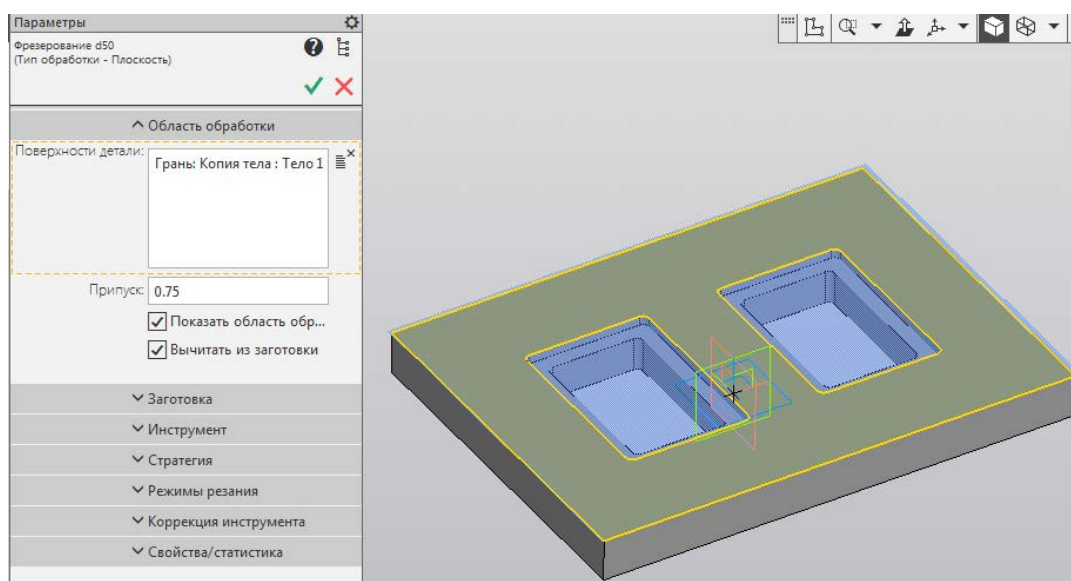 Параметры
Фрезерование d50
(Тип обработки - Плоскость)
Область обработки
Поверхности детали:
Грань: Копия тела : Тело 1
Припуск:
0.75
Показать область обр...
Вычитать из заготовки
Заготовка
Инструмент
Стратегия
Режимы резания
Коррекция инструмента
Свойства/статистика